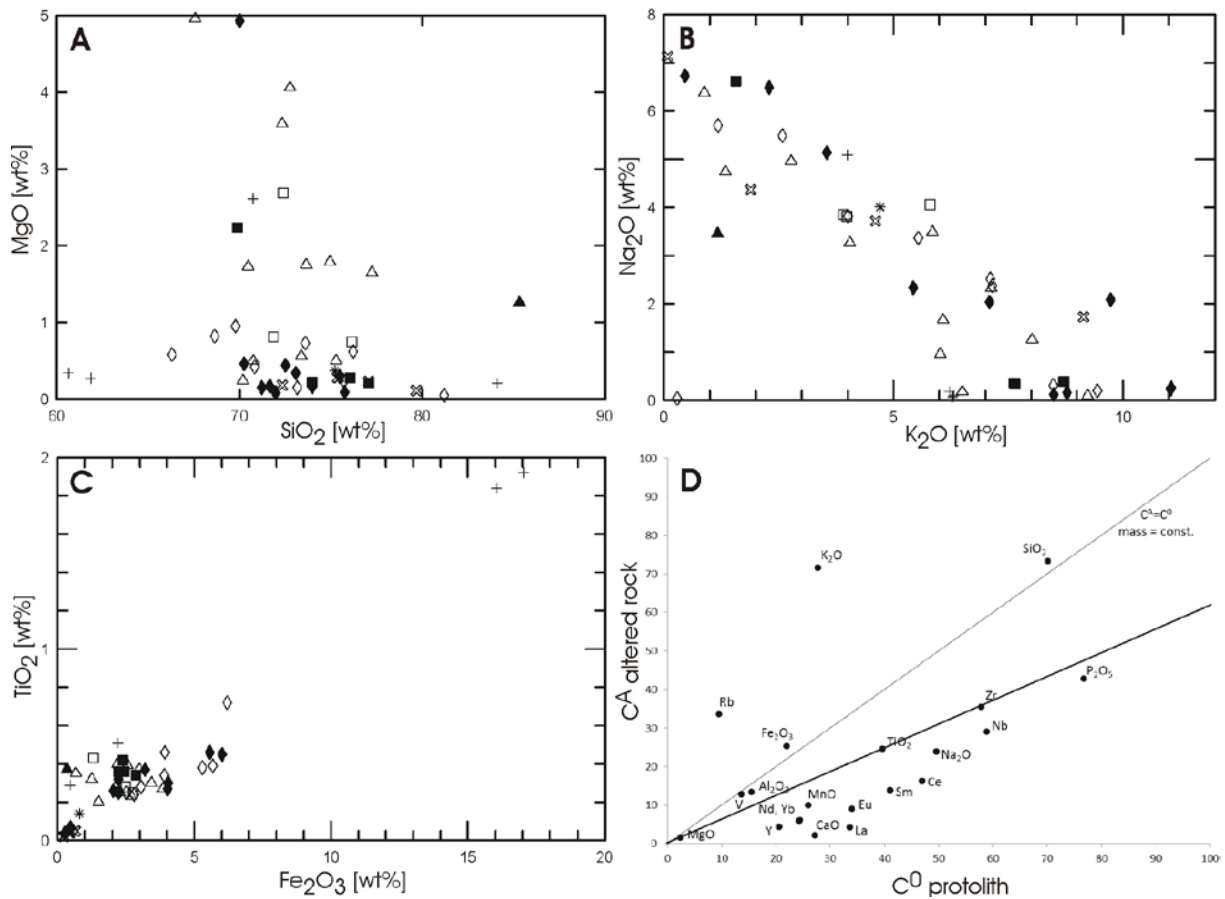 A
5
4
3
2
1
0
MgO [wt%]
60
70
80
90
SiO₂ [wt%]
B
8
6
4
2
0
Na₂O [wt%]
0
5
10
K₂O [wt%]
C
2
1
0
TiO₂ [wt%]
0
5
10
15
20
Fe₂O₃ [wt%]
D
100
90
80
70
60
50
40
30
20
10
0
Cᴬ altered rock
Cᴬ=C⁰
mass = const.
K₂O
SiO₂
Rb
Fe₂O₃
Zr
P₂O₅
Nb
TiO₂
Na₂O
Al₂O₃
V
MnO
Sm
Ce
Nd, Yb
Eu
Y
CaO
La
MgO
0
10
20
30
40
50
60
70
80
90
100
C⁰ protolith